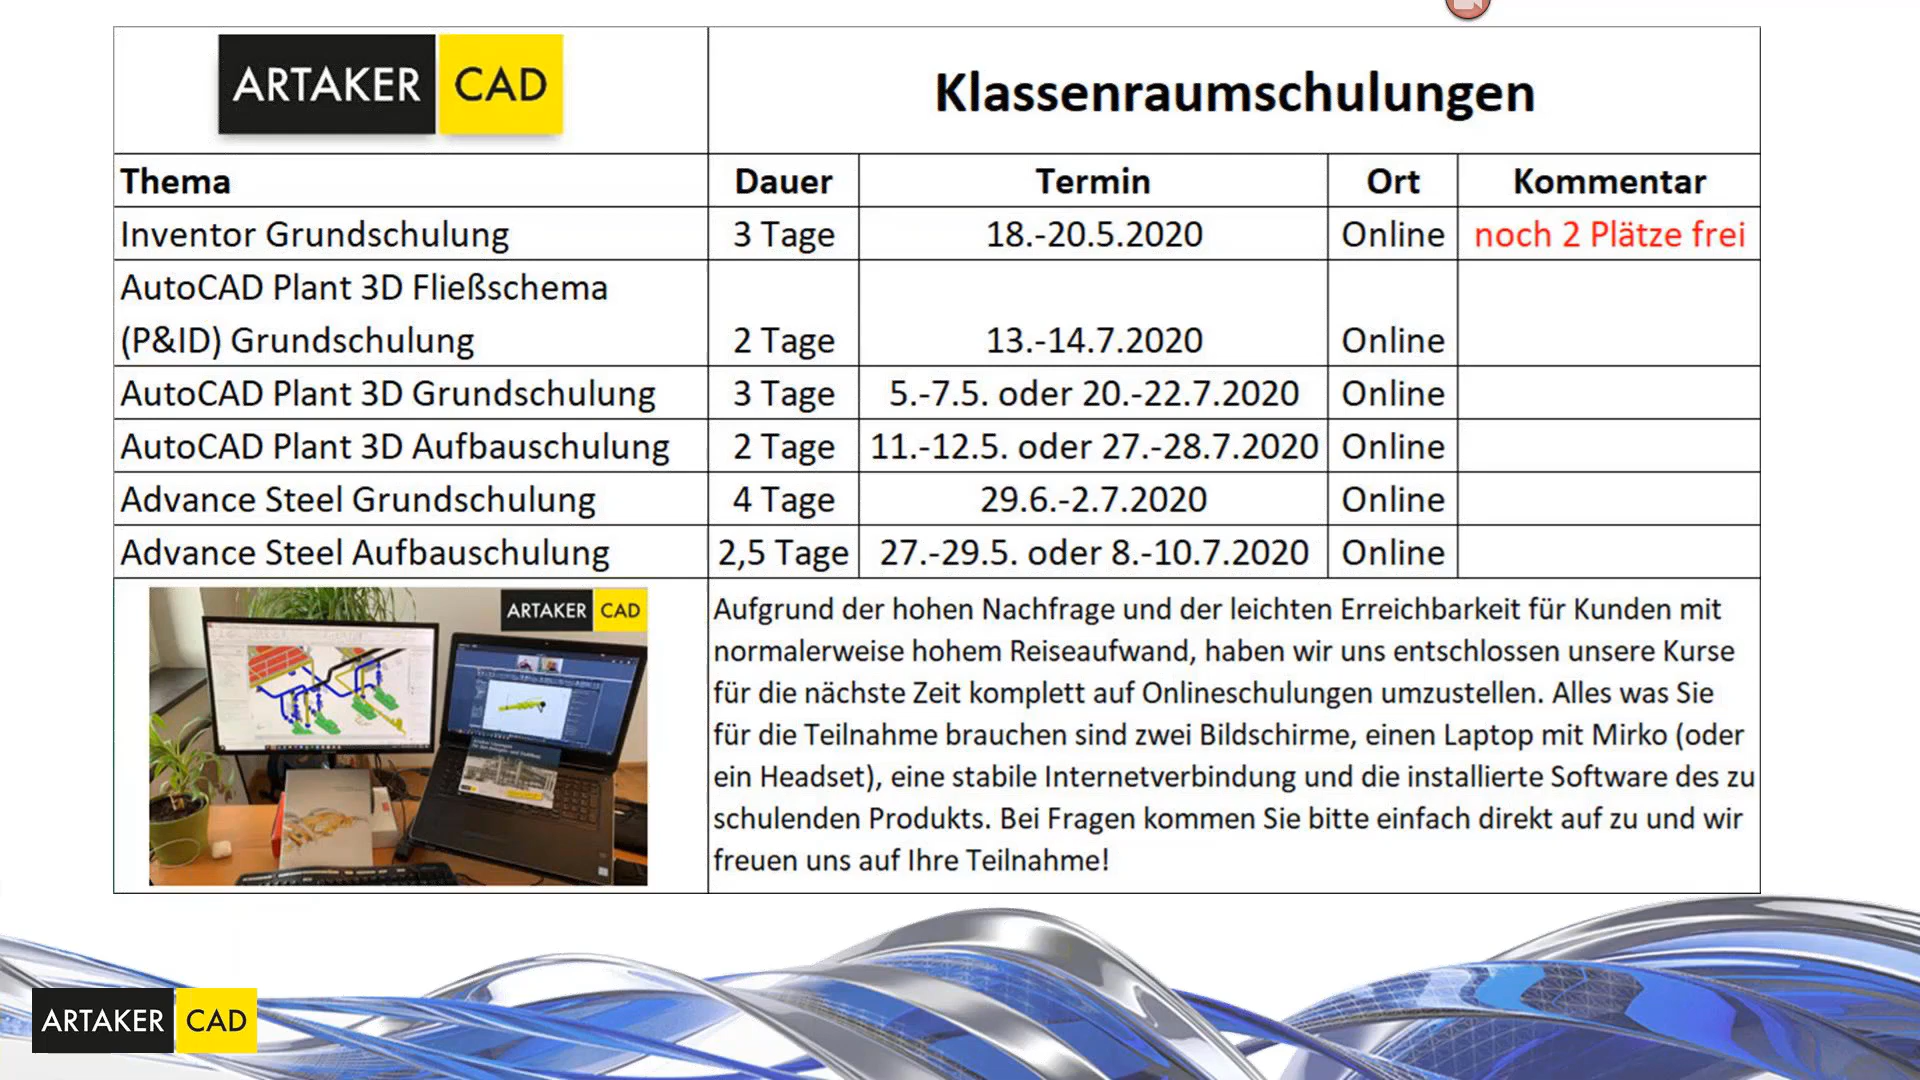 ARTAKER CAD
Klassenraumschulungen
Thema Dauer Termin Ort Kommentar
Inventor Grundschulung 3 Tage 18.-20.5.2020 Online noch 2 Plätze frei
AutoCAD Plant 3D Fließschema
(P&ID) Grundschulung 2 Tage 13.-14.7.2020 Online
AutoCAD Plant 3D Grundschulung 3 Tage 5.-7.5. oder 20.-22.7.2020 Online
AutoCAD Plant 3D Aufbauschulung 2 Tage 11.-12.5. oder 27.-28.7.2020 Online
Advance Steel Grundschulung 4 Tage 29.6.-2.7.2020 Online
Advance Steel Aufbauschulung 2,5 Tage 27.-29.5. oder 8.-10.7.2020 Online
ARTAKER CAD
Aufgrund der hohen Nachfrage und der leichten Erreichbarkeit für Kunden mit
normalerweise hohem Reiseaufwand, haben wir uns entschlossen unsere Kurse
für die nächste Zeit komplett auf Onlineschulungen umzustellen. Alles was Sie
für die Teilnahme brauchen sind zwei Bildschirme, einen Laptop mit Mirko (oder
ein Headset), eine stabile Internetverbindung und die installierte Software des zu
schulenden Produkts. Bei Fragen kommen Sie bitte einfach direkt auf zu und wir
freuen uns auf Ihre Teilnahme!
ARTAKER CAD